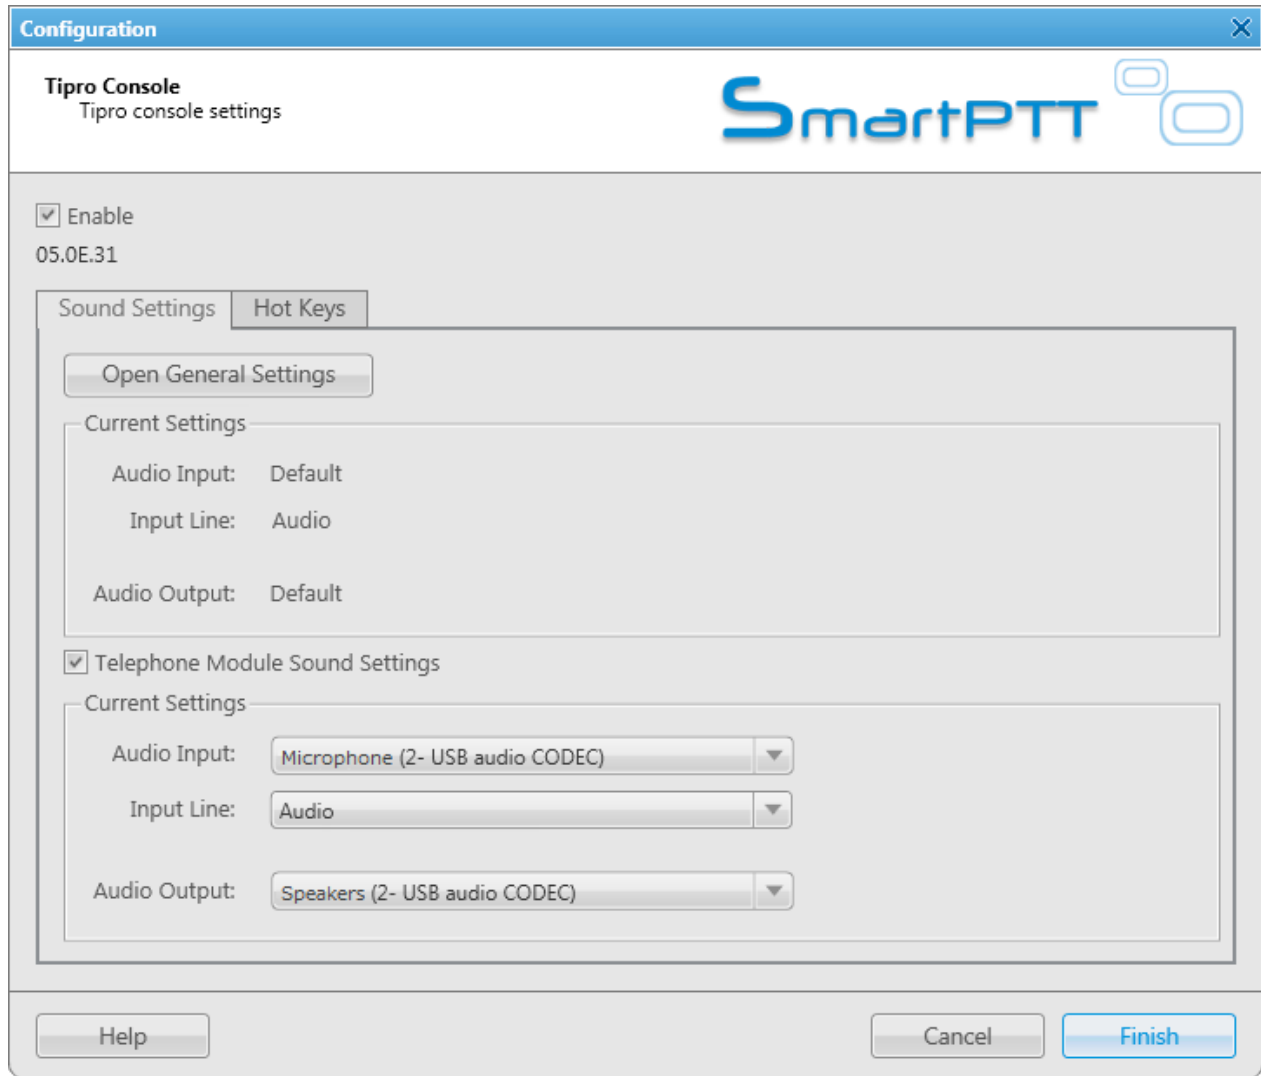 Configuration
Tipro Console
Tipro console settings
SmartPTT
Enable
05.0E.31
Sound Settings Hot Keys
Open General Settings
Current Settings
Audio Input: Default
Input Line: Audio
Audio Output: Default
Telephone Module Sound Settings
Current Settings
Audio Input: Microphone (2- USB audio CODEC)
Input Line: Audio
Audio Output: Speakers (2- USB audio CODEC)
Help Cancel Finish